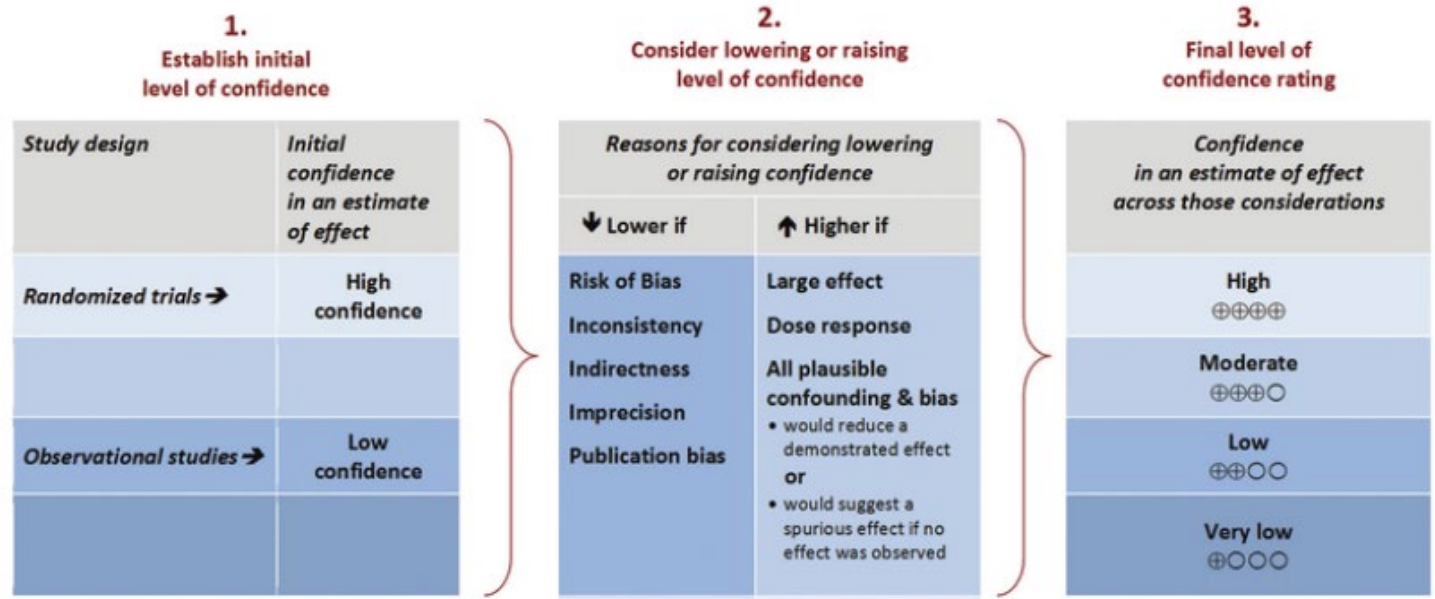 1.
Establish initial
level of confidence
Study design
Initial
confidence
in an estimate
of effect
Randomized trials ➔
High
confidence
Observational studies ➔
Low
confidence
2.
Consider lowering or raising
level of confidence
Reasons for considering lowering
or raising confidence
🡻 Lower if
🡹 Higher if
Risk of Bias
Inconsistency
Indirectness
Imprecision
Publication bias
Large effect
Dose response
All plausible
confounding & bias
• would reduce a
demonstrated effect
or
• would suggest a
spurious effect if no
effect was observed
3.
Final level of
confidence rating
Confidence
in an estimate of effect
across those considerations
High
⊕⊕⊕⊕
Moderate
⊕⊕⊕○
Low
⊕⊕○○
Very low
⊕○○○